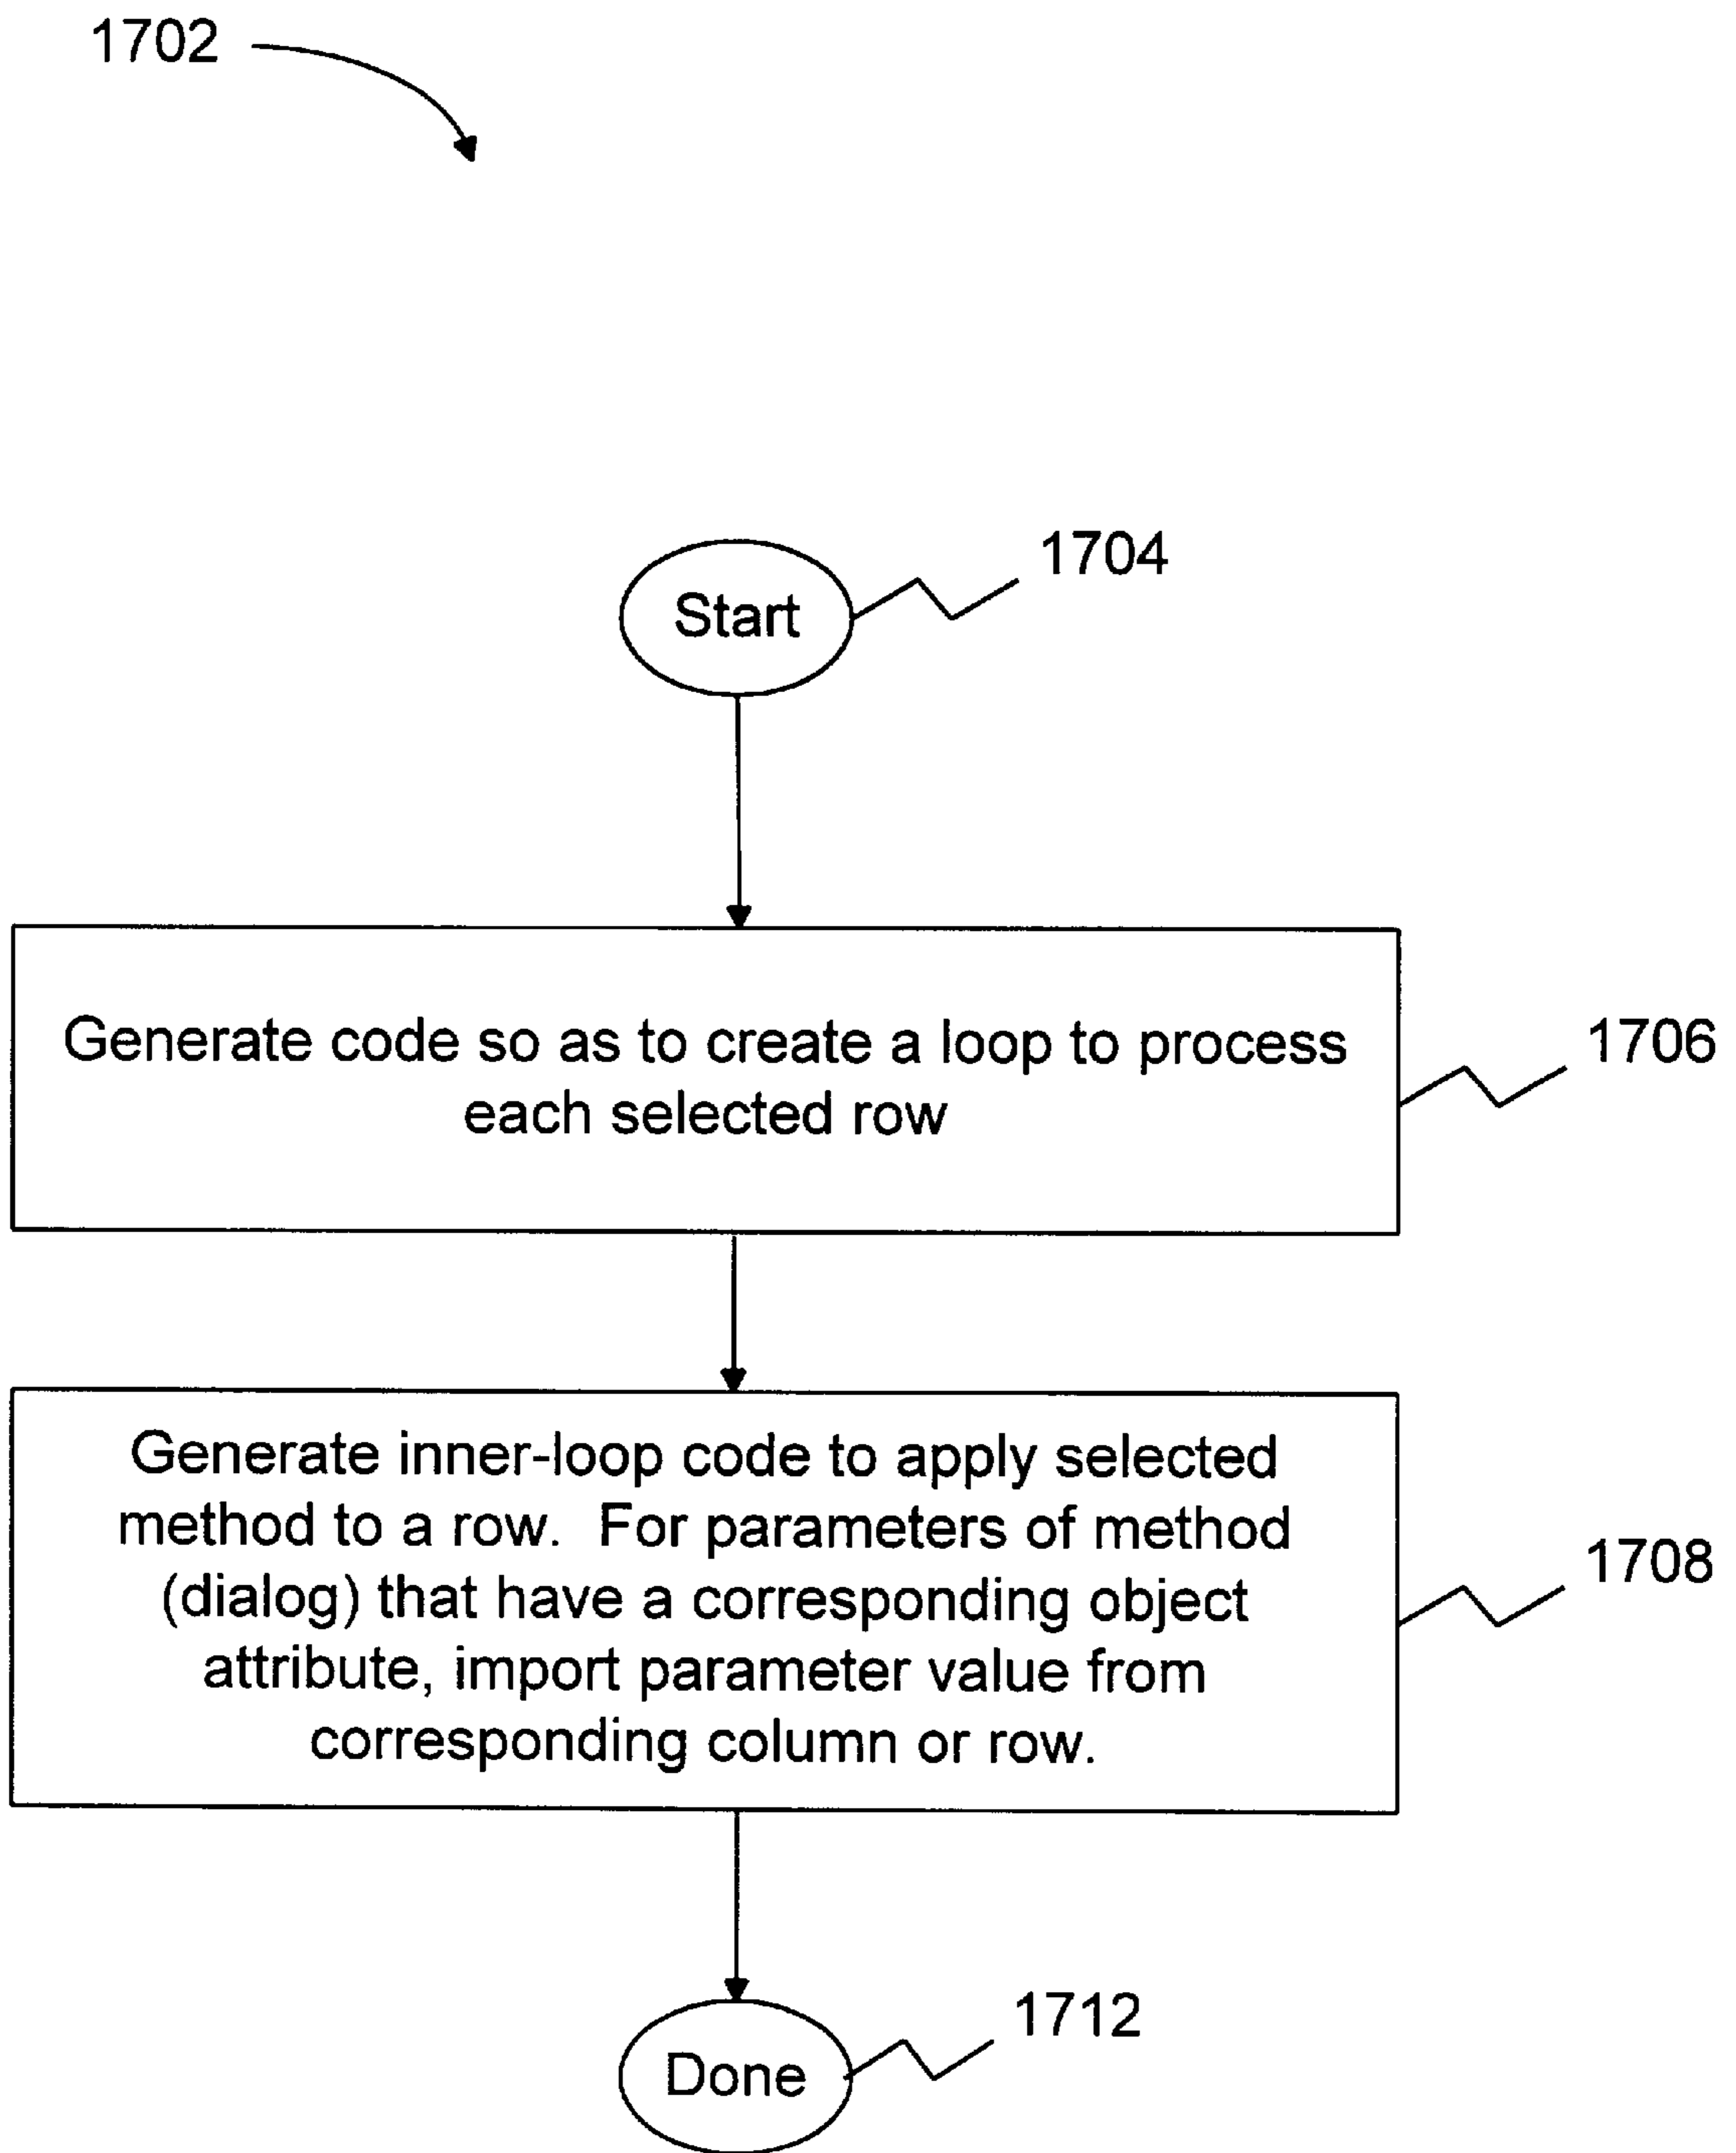 1702
1704
Start
1706
Generate code so as to create a loop to process
each selected row
Generate inner-loop code to apply selected
method to a row. For parameters of method
(dialog) that have a corresponding object
attribute, import parameter value from
corresponding column or row.
1708
1712
Done